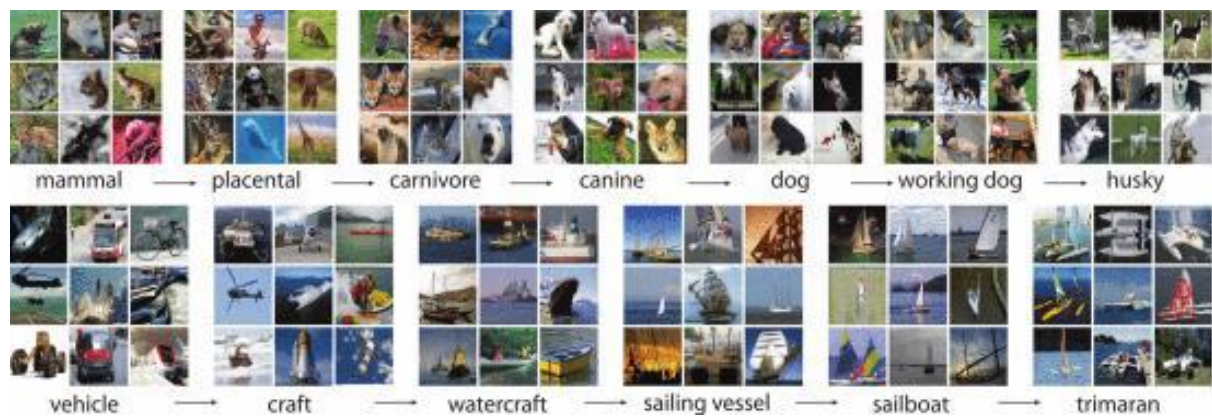 mammal → placental → carnivore → canine → dog → working dog → husky
vehicle → craft → watercraft → sailing vessel → sailboat → trimaran